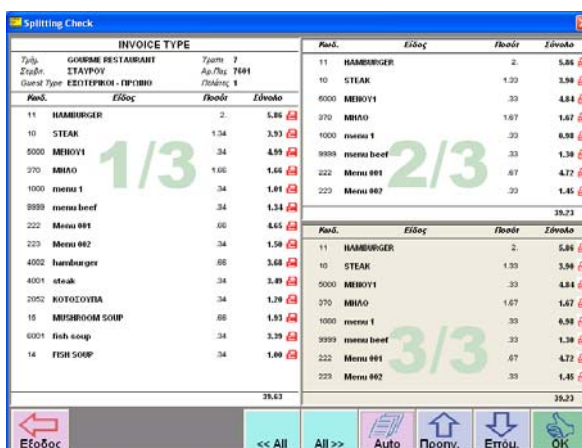 Splitting Check
INVOICE TYPE
Τμήμ. GOURME RESTAURANT Τραπ 7
Σερβιτ. ΣΤΑΥΡΟΥ Αρ.Παρ 7601
Guest Type ΕΞΩΤΕΡΙΚΟΙ - ΠΡΩΙΝΟ Πελάτες 1
Κωδ. Είδος Ποσότ Σύνολο
11 HAMBURGER 2. 5.86
10 STEAK 1.34 3.93
5000 ΜΕΝΟΥ1 .34 4.99
370 ΜΗΛΟ 1.66 1.66
1000 menu 1 .34 1.01
9999 menu beef .34 1.34
222 Menu 001 .66 4.65
223 Menu 002 .34 1.50
4002 hamburger .66 3.68
4001 steak .34 3.49
2052 ΚΟΤΟΣΟΥΠΑ .34 1.20
15 MUSHROOM SOUP .66 1.93
6001 fish soup .34 3.39
14 FISH SOUP .34 1.00
1/3
39.63
Κωδ. Είδος Ποσότ Σύνολο
11 HAMBURGER 2. 5.86
10 STEAK 1.33 3.90
5000 ΜΕΝΟΥ1 .33 4.84
370 ΜΗΛΟ 1.67 1.67
1000 menu 1 .33 0.98
9999 menu beef .33 1.30
222 Menu 001 .67 4.72
223 Menu 002 .33 1.45
2/3
39.23
Κωδ. Είδος Ποσότ Σύνολο
11 HAMBURGER 2. 5.86
10 STEAK 1.33 3.90
5000 ΜΕΝΟΥ1 .33 4.84
370 ΜΗΛΟ 1.67 1.67
1000 menu 1 .33 0.98
9999 menu beef .33 1.30
222 Menu 001 .67 4.72
223 Menu 002 .33 1.45
3/3
39.23
Εξοδος << All All >> Auto Προηγ. Επόμ. OK